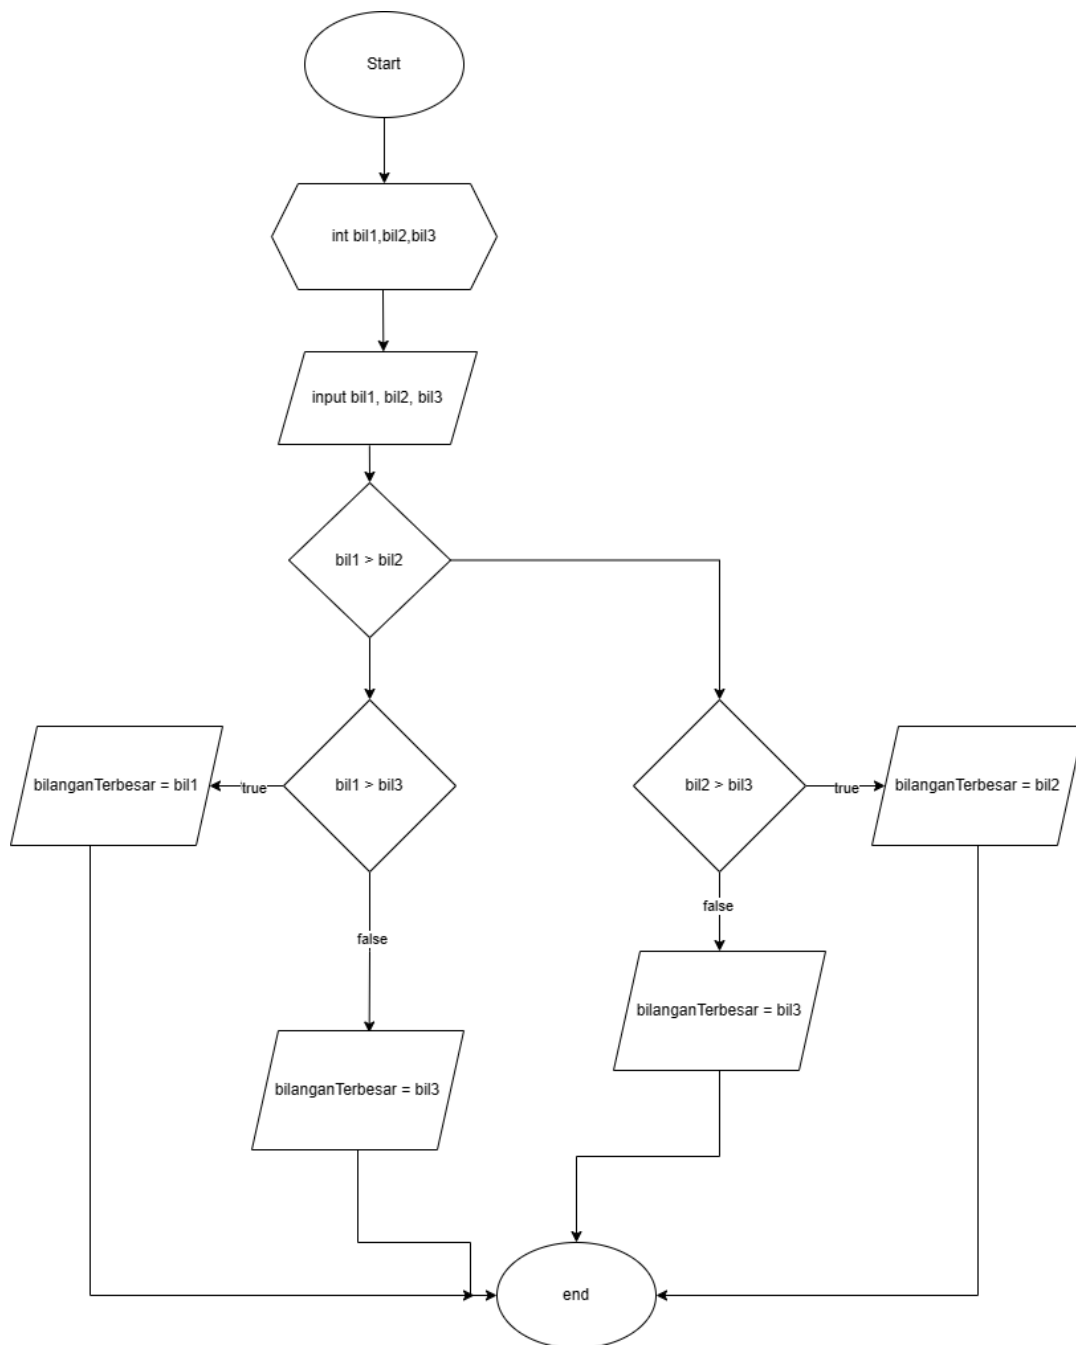 Start
int bil1,bil2,bil3
input bil1, bil2, bil3
bil1 > bil2
bilanganTerbesar = bil1
true
bil1 > bil3
bil2 > bil3
true
bilanganTerbesar = bil2
false
false
bilanganTerbesar = bil3
bilanganTerbesar = bil3
end